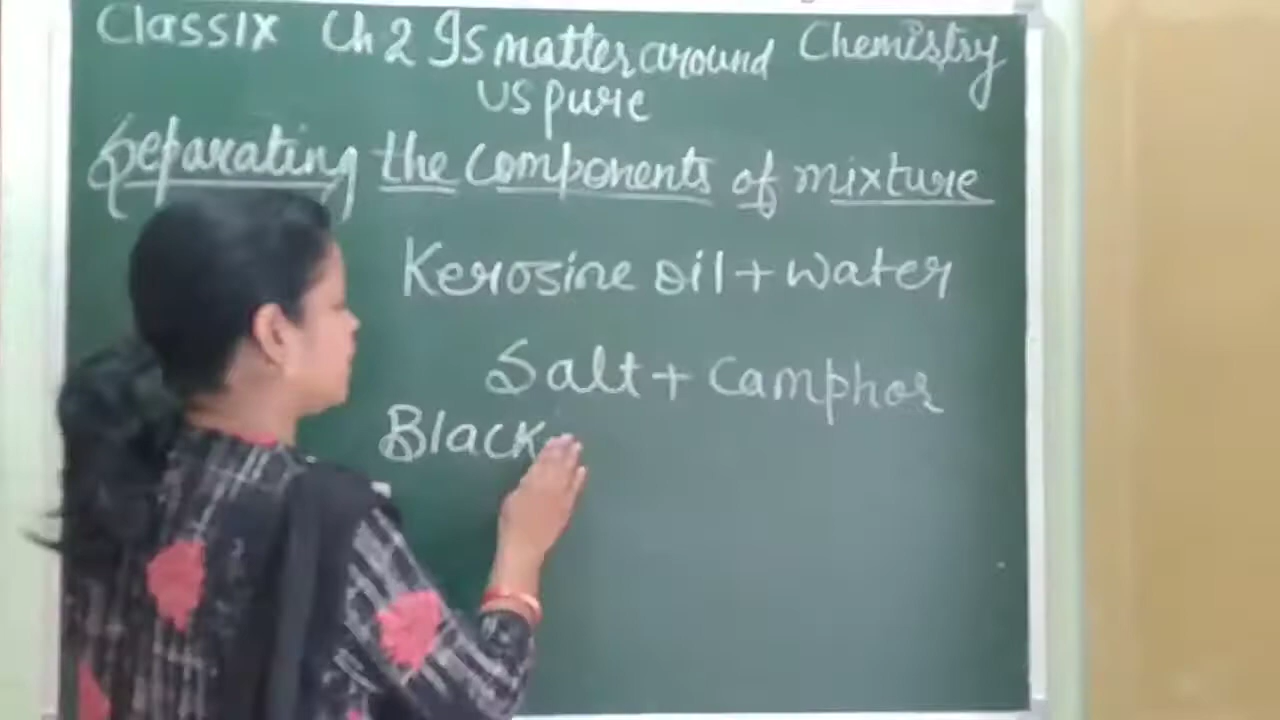 Class IX Ch 2 Is matter around Chemistry
us pure
Separating the components of mixture
Kerosine oil + water
Salt + Camphor
Black